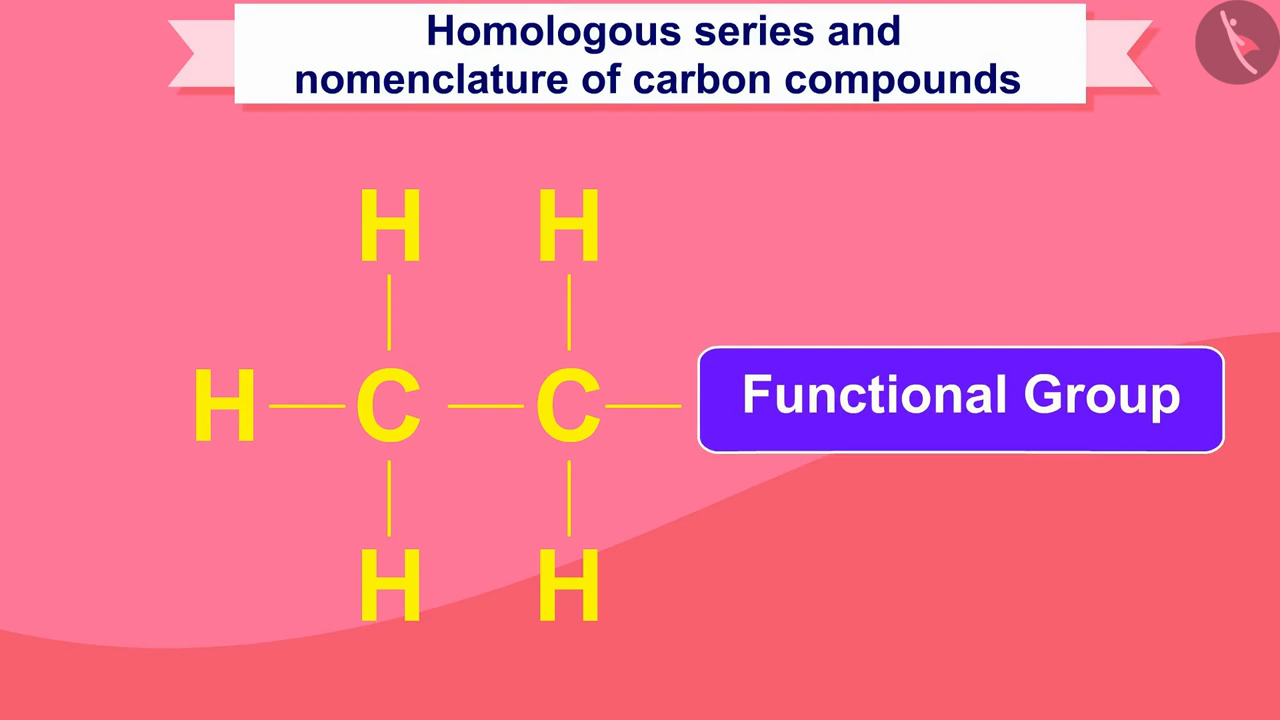 Homologous series and
nomenclature of carbon compounds
H H
H C C Functional Group
H H